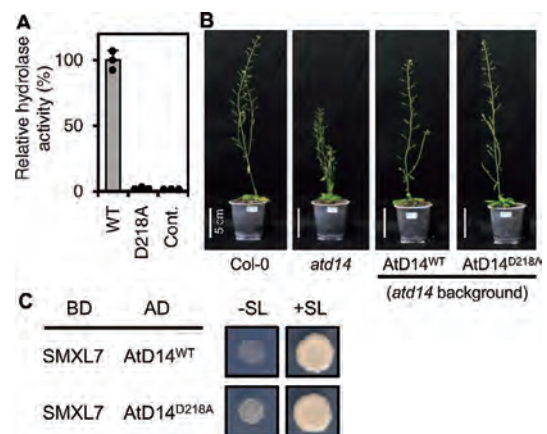 A
Relative hydrolase
activity (%)
100
50
0
WT
D218A
Cont.
B
5 cm
Col-0
atd14
AtD14WT
AtD14D218A
(atd14 background)
C
BD
AD
-SL
+SL
SMXL7
AtD14WT
SMXL7
AtD14D218A